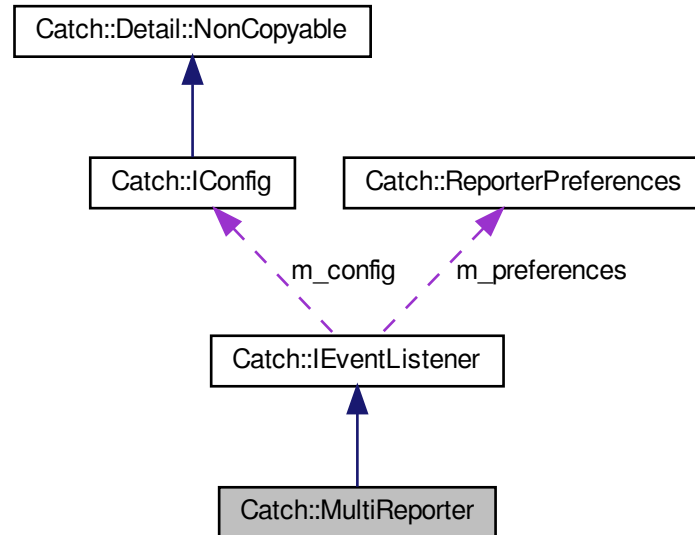 Catch::Detail::NonCopyable
Catch::IConfig
Catch::ReporterPreferences
m_config
m_preferences
Catch::IEventListener
Catch::MultiReporter